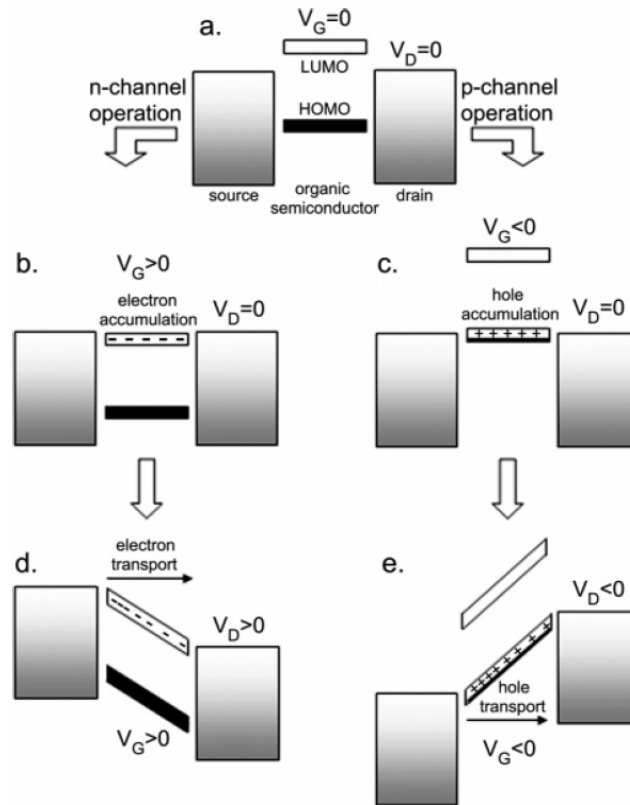 a.
V_G=0
LUMO
V_D=0
n-channel
operation
HOMO
p-channel
operation
source
organic
semiconductor
drain
b.
V_G>0
electron
accumulation
V_D=0
- - - - -
c.
V_G<0
hole
accumulation
V_D=0
+ + + + +
d.
electron
transport
V_D>0
V_G>0
e.
V_D<0
hole
transport
V_G<0